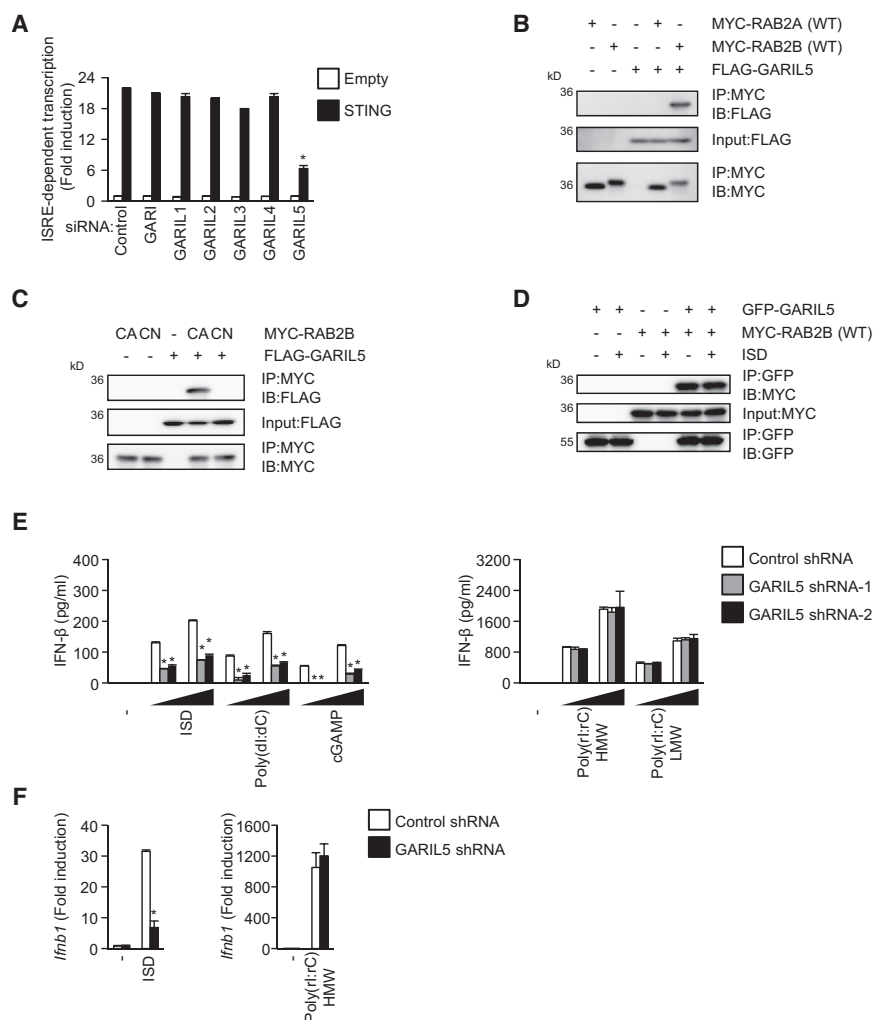 A
ISRE-dependent transcription
(Fold induction)
24
18
12
6
0
Empty
STING
*
siRNA:
Control
GARI
GARIL1
GARIL2
GARIL3
GARIL4
GARIL5
B
+ - - + - MYC-RAB2A (WT)
- + - - + MYC-RAB2B (WT)
- - + + + FLAG-GARIL5
kD
36
IP:MYC
IB:FLAG
36
Input:FLAG
36
IP:MYC
IB:MYC
C
CA CN - CA CN MYC-RAB2B
- - + + + FLAG-GARIL5
kD
36
IP:MYC
IB:FLAG
36
Input:FLAG
36
IP:MYC
IB:MYC
D
+ + - - + + GFP-GARIL5
- - + + + + MYC-RAB2B (WT)
- + - + - + ISD
kD
36
IP:GFP
IB:MYC
36
Input:MYC
55
IP:GFP
IB:GFP
E
IFN-β (pg/ml)
400
300
200
100
0
* * * * * * * * * * * *
-
ISD
Poly(dI:dC)
cGAMP
IFN-β (pg/ml)
3200
2400
1600
800
0
-
Poly(rI:rC)
HMW
Poly(rI:rC)
LMW
Control shRNA
GARIL5 shRNA-1
GARIL5 shRNA-2
F
Ifnb1 (Fold induction)
40
30
20
10
0
*
-
ISD
Ifnb1 (Fold induction)
1600
1200
800
400
0
-
Poly(rI:rC)
HMW
Control shRNA
GARIL5 shRNA